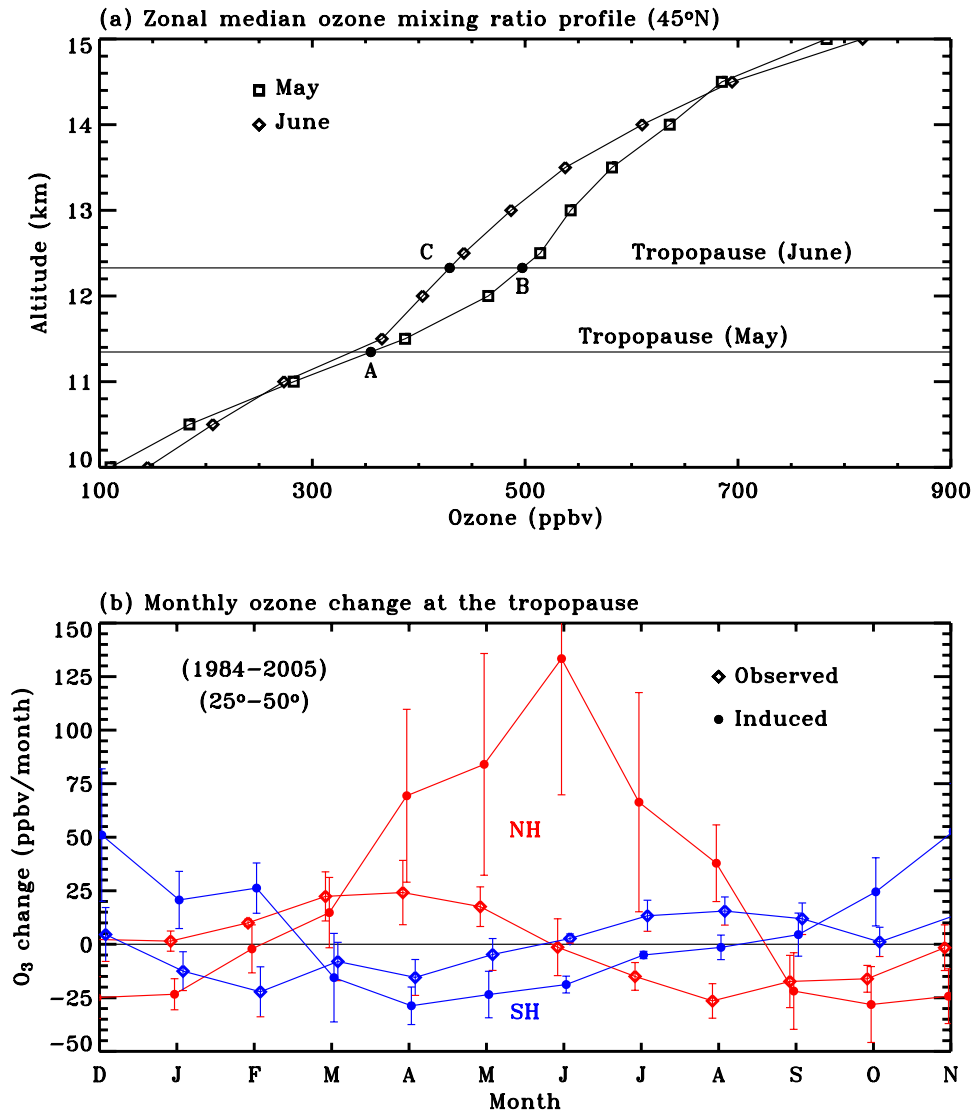 (a) Zonal median ozone mixing ratio profile (45°N)
15
May
June
14
13
C
Tropopause (June)
B
12
Tropopause (May)
A
11
10
Altitude (km)
100 300 500 700 900
Ozone (ppbv)
(b) Monthly ozone change at the tropopause
150
(1984−2005)
(25°−50°)
Observed
Induced
125
100
75
50
NH
25
0
−25
SH
−50
O₃ change (ppbv/month)
D J F M A M J J A S O N
Month